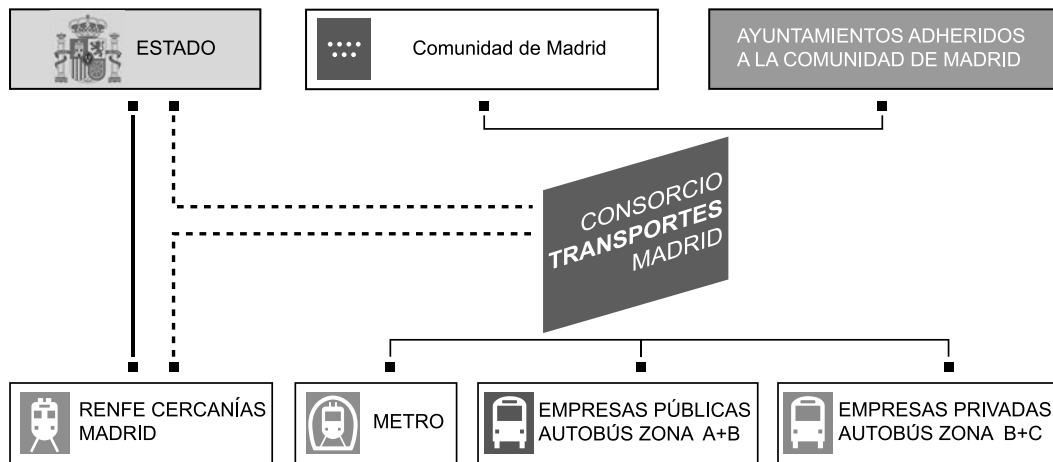 ESTADO
Comunidad de Madrid
AYUNTAMIENTOS ADHERIDOS
A LA COMUNIDAD DE MADRID
CONSORCIO
TRANSPORTES
MADRID
RENFE CERCANÍAS
MADRID
METRO
EMPRESAS PÚBLICAS
AUTOBÚS ZONA A+B
EMPRESAS PRIVADAS
AUTOBÚS ZONA B+C